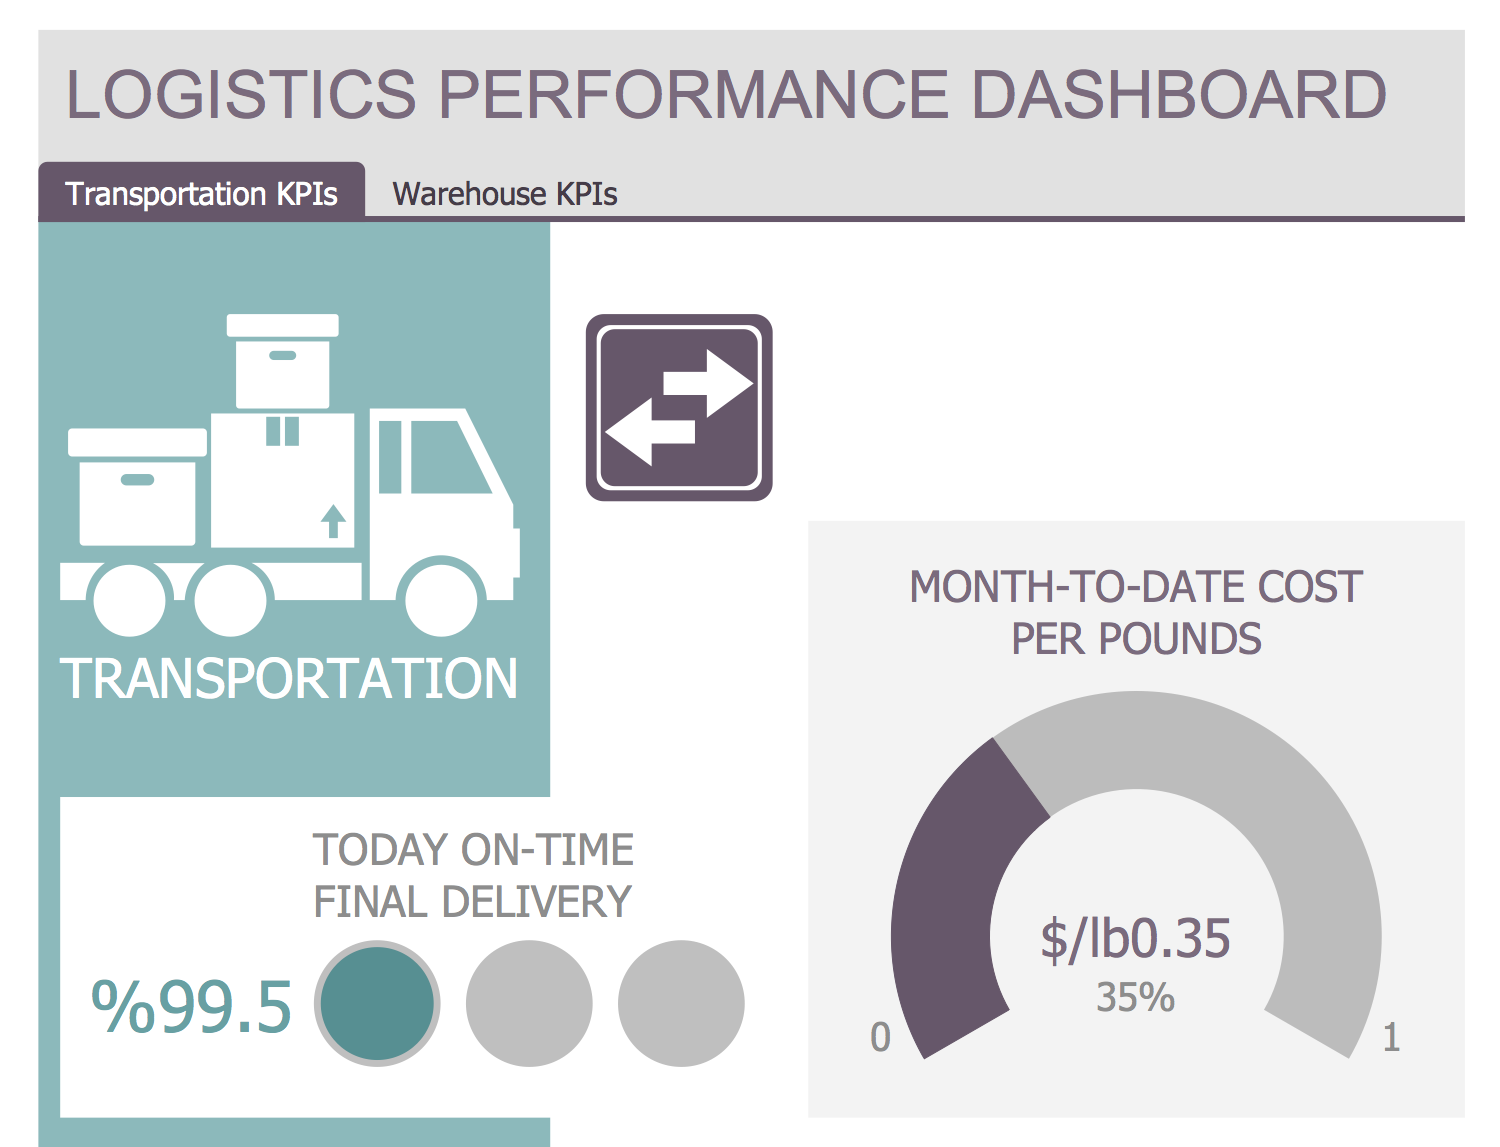 LOGISTICS PERFORMANCE DASHBOARD
Transportation KPIs
Warehouse KPIs
TRANSPORTATION
TODAY ON-TIME
FINAL DELIVERY
%99.5
MONTH-TO-DATE COST
PER POUNDS
$/lb0.35
35%
0
1